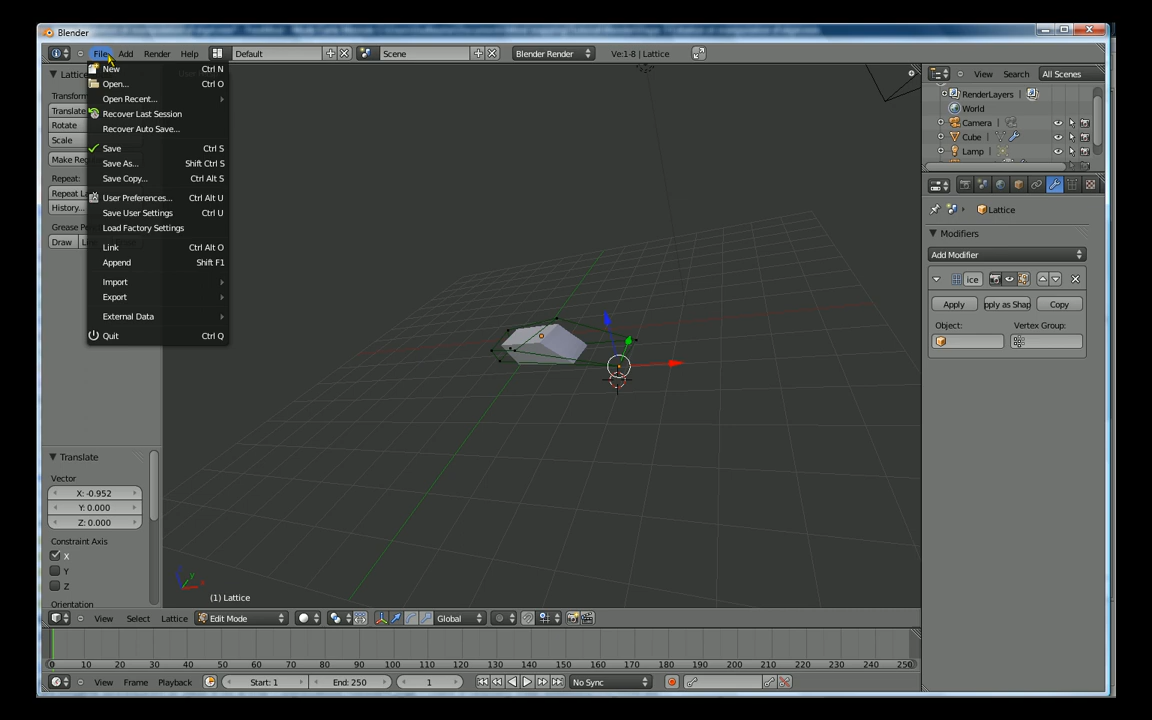 Blender
File Add Render Help Default Scene Blender Render Ve:1-8 | Lattice
New Ctrl N
Open... Ctrl O
Open Recent...
Recover Last Session
Recover Auto Save...
Save Ctrl S
Save As... Shift Ctrl S
Save Copy... Ctrl Alt S
User Preferences... Ctrl Alt U
Save User Settings Ctrl U
Load Factory Settings
Link Ctrl Alt O
Append Shift F1
Import
Export
External Data
Quit Ctrl Q
Lattice
Transform
Translate
Rotate
Scale
Make Re
Repeat:
Repeat La
History...
Grease Pe
Draw
Translate
Vector
X: -0.952
Y: 0.000
Z: 0.000
Constraint Axis
X
Y
Z
Orientation
z y x
(1) Lattice
View Select Lattice Edit Mode Global
0 10 20 30 40 50 60 70 80 90 100 110 120 130 140 150 160 170 180 190 200 210 220 230 240 250
View Frame Playback Start: 1 End: 250 1 No Sync
View Search All Scenes
RenderLayers
World
Camera
Cube
Lamp
Lattice
Modifiers
Add Modifier
ice
Apply pply as Shap Copy
Object: Vertex Group: